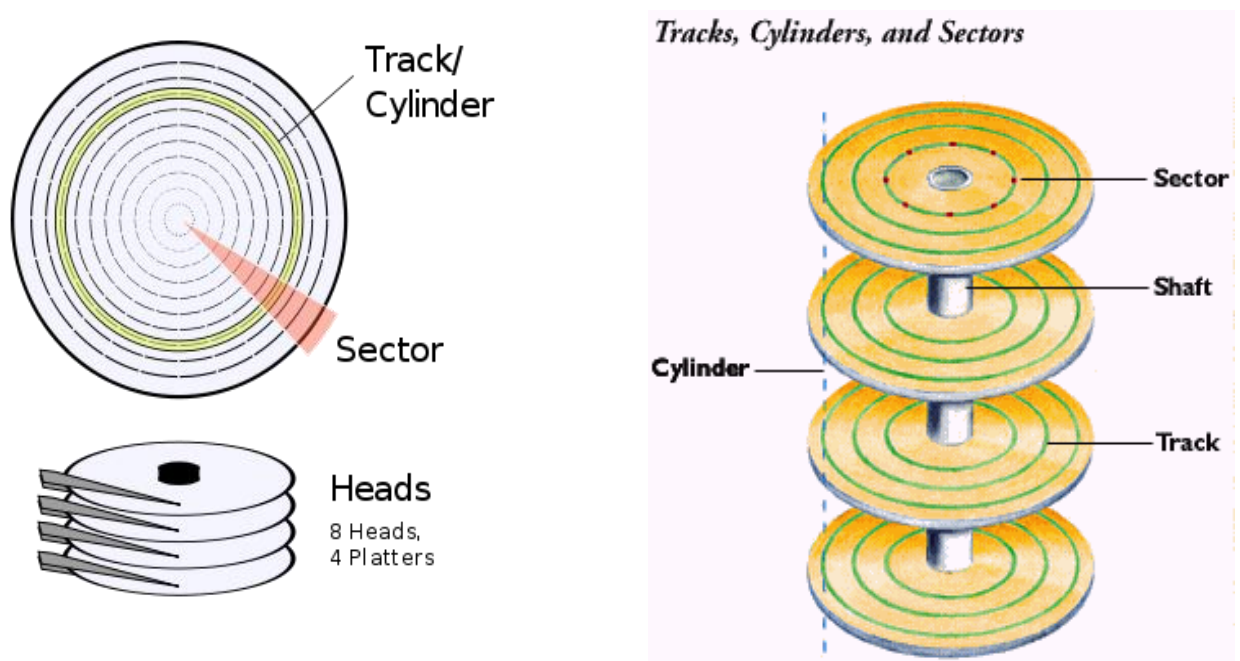 Track/
Cylinder
Sector
Heads
8 Heads,
4 Platters
Tracks, Cylinders, and Sectors
Sector
Shaft
Cylinder
Track